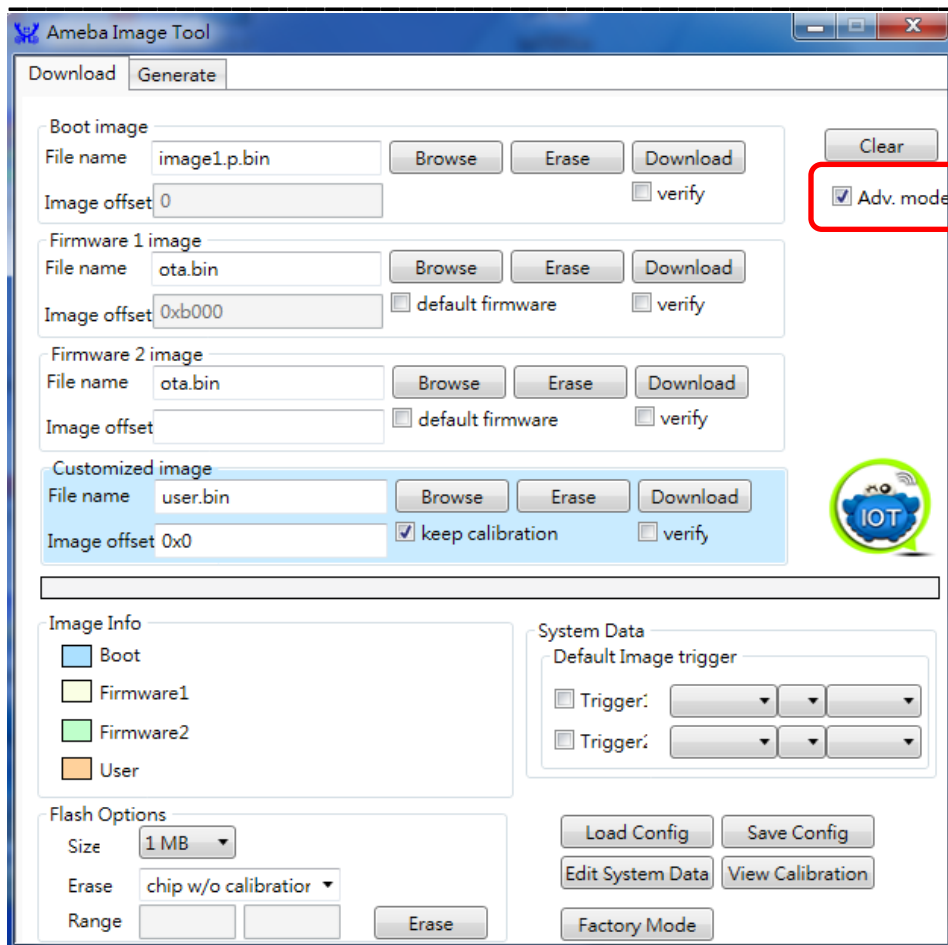 Ameba Image Tool
Download Generate
Boot image
File name image1.p.bin Browse Erase Download
Clear
verify
Adv. mode
Image offset 0
Firmware 1 image
File name ota.bin Browse Erase Download
default firmware verify
Image offset 0xb000
Firmware 2 image
File name ota.bin Browse Erase Download
default firmware verify
Image offset
Customized image
File name user.bin Browse Erase Download
keep calibration verify
Image offset 0x0
IOT
Image Info
Boot
Firmware1
Firmware2
User
System Data
Default Image trigger
Trigger1
Trigger2
Flash Options
Size 1 MB
Erase chip w/o calibration
Range Erase
Load Config Save Config
Edit System Data View Calibration
Factory Mode